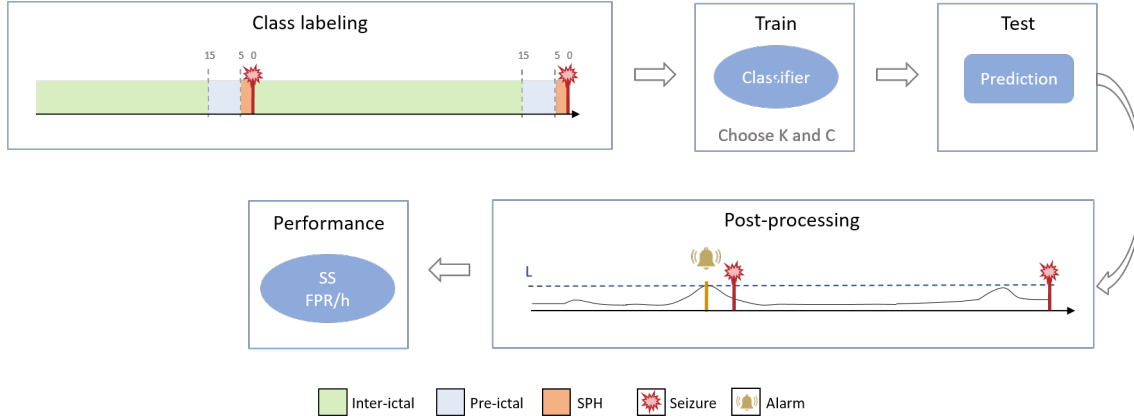 Class labeling
15 5 0 15 5 0
Train
Classifier
Choose K and C
Test
Prediction
Performance
SS
FPR/h
Post-processing
L
Inter-ictal Pre-ictal SPH Seizure Alarm